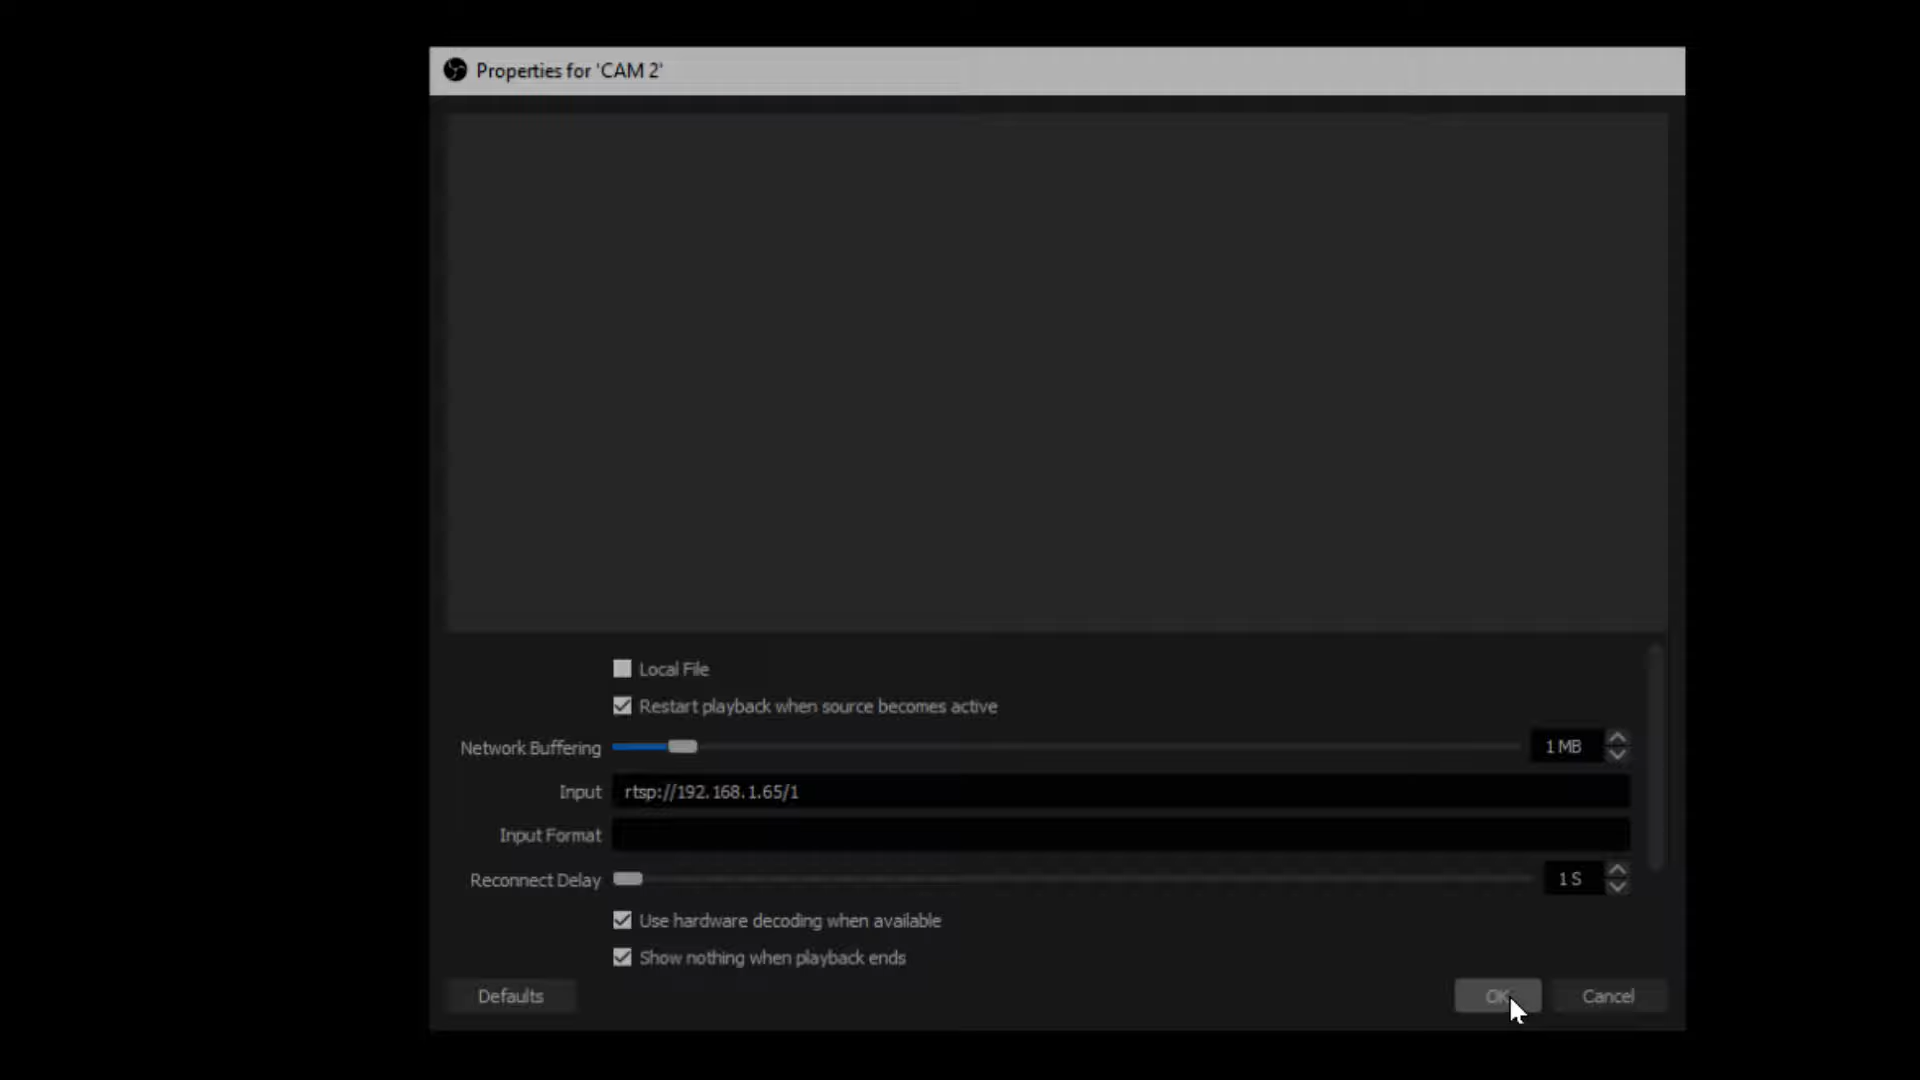 Properties for 'CAM 2'
Local File
Restart playback when source becomes active
Network Buffering 1 MB
Input rtsp://192.168.1.65/1
Input Format
Reconnect Delay 1 S
Use hardware decoding when available
Show nothing when playback ends
Defaults OK Cancel